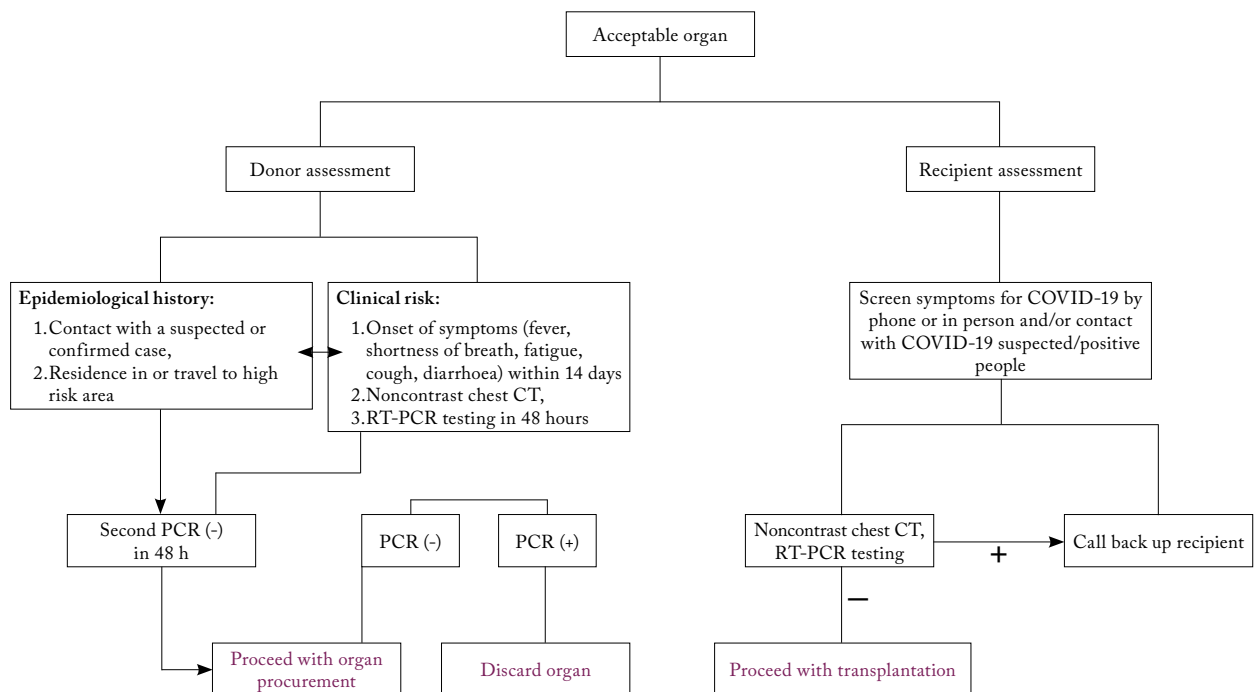 Acceptable organ
Donor assessment
Recipient assessment
Epidemiological history:
1.Contact with a suspected or
confirmed case,
2.Residence in or travel to high
risk area
Clinical risk:
1.Onset of symptoms (fever,
shortness of breath, fatigue,
cough, diarrhoea) within 14 days
2.Noncontrast chest CT,
3.RT-PCR testing in 48 hours
Screen symptoms for COVID-19 by
phone or in person and/or contact
with COVID-19 suspected/positive
people
Second PCR (-)
in 48 h
PCR (-)
PCR (+)
Noncontrast chest CT,
RT-PCR testing
+
Call back up recipient
–
Proceed with organ
procurement
Discard organ
Proceed with transplantation